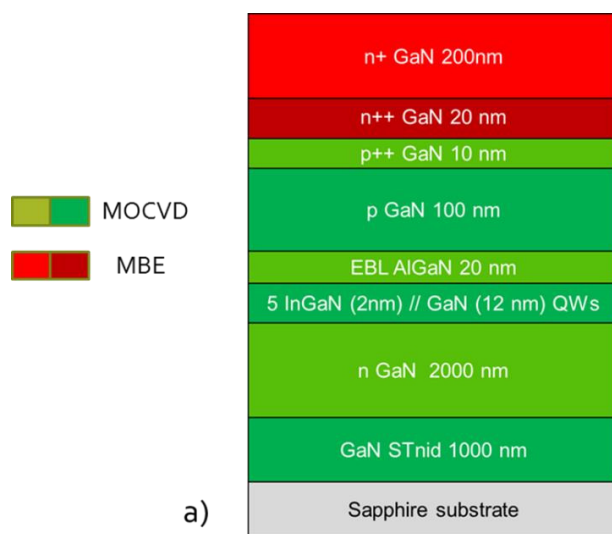 n+ GaN 200nm
n++ GaN 20 nm
p++ GaN 10 nm
MOCVD
p GaN 100 nm
MBE
EBL AlGaN 20 nm
5 InGaN (2nm) // GaN (12 nm) QWs
n GaN  2000 nm
GaN STnid 1000 nm
a)
Sapphire substrate